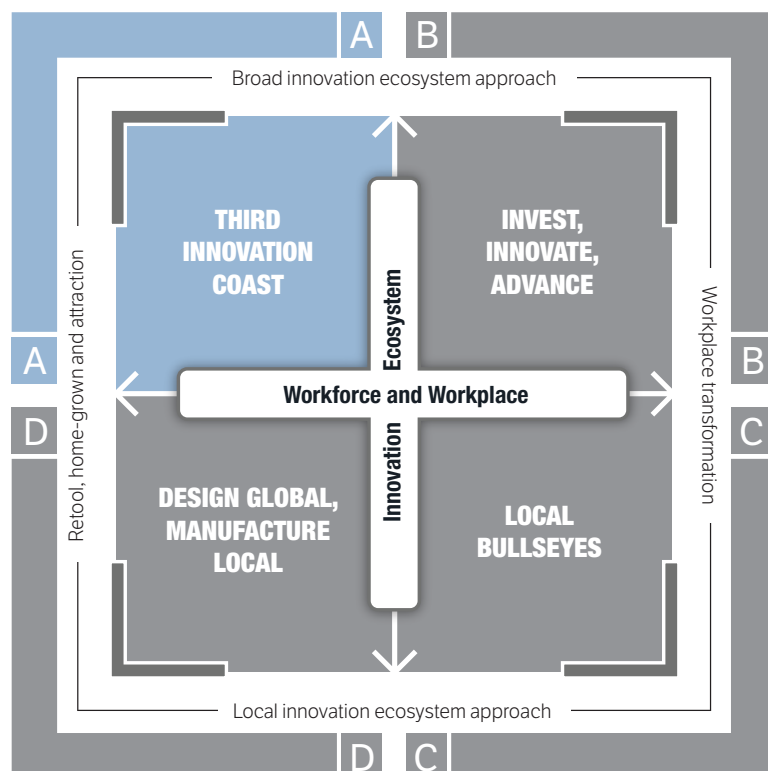 A
B
Broad innovation ecosystem approach
THIRD
INNOVATION
COAST
INVEST,
INNOVATE,
ADVANCE
Retool, home-grown and attraction
Workplace transformation
Innovation Ecosystem
A
B
Workforce and Workplace
D
C
DESIGN GLOBAL,
MANUFACTURE
LOCAL
LOCAL
BULLSEYES
Local innovation ecosystem approach
D
C